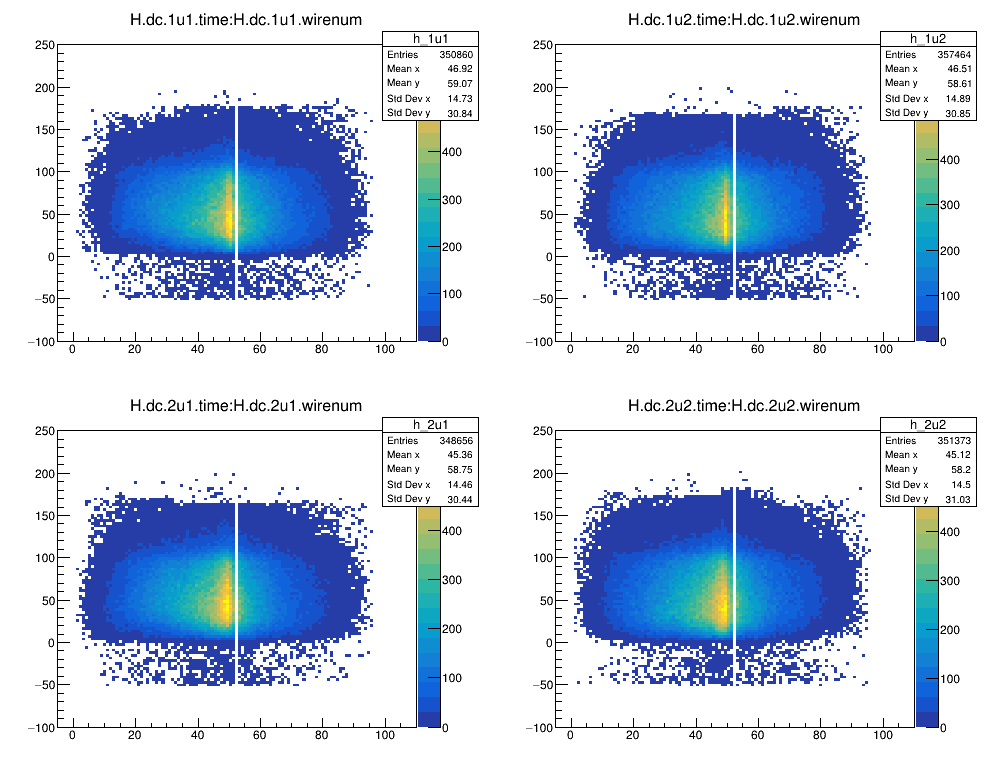 H.dc.1u1.time:H.dc.1u1.wirenum
h_1u1
Entries 350860
Mean x 46.92
Mean y 59.07
Std Dev x 14.73
Std Dev y 30.84
250
200
150
100
50
0
−50
−100
0 20 40 60 80 100
400
300
200
100
0
H.dc.1u2.time:H.dc.1u2.wirenum
h_1u2
Entries 357464
Mean x 46.51
Mean y 58.61
Std Dev x 14.89
Std Dev y 30.85
250
200
150
100
50
0
−50
−100
0 20 40 60 80 100
400
300
200
100
0
H.dc.2u1.time:H.dc.2u1.wirenum
h_2u1
Entries 348656
Mean x 45.36
Mean y 58.75
Std Dev x 14.46
Std Dev y 30.44
250
200
150
100
50
0
−50
−100
0 20 40 60 80 100
400
300
200
100
0
H.dc.2u2.time:H.dc.2u2.wirenum
h_2u2
Entries 351373
Mean x 45.12
Mean y 58.2
Std Dev x 14.5
Std Dev y 31.03
250
200
150
100
50
0
−50
−100
0 20 40 60 80 100
400
300
200
100
0